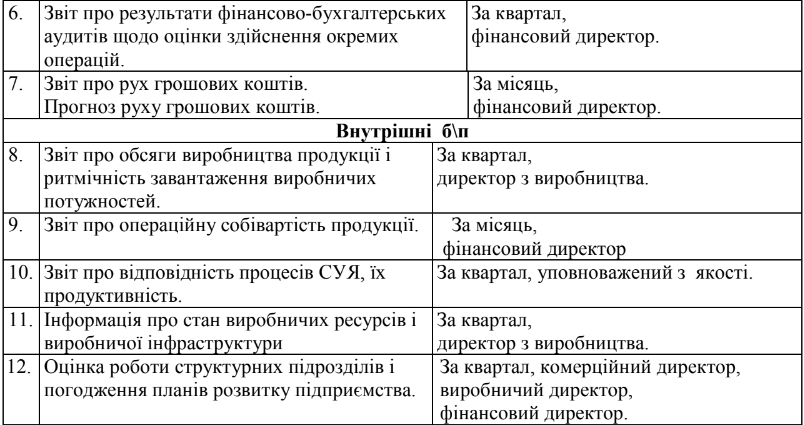 6. Звіт про результати фінансово-бухгалтерських За квартал,
аудитів щодо оцінки здійснення окремих фінансовий директор.
операцій.
7. Звіт про рух грошових коштів. За місяць,
Прогноз руху грошових коштів. фінансовий директор.
Внутрішні б\п
8. Звіт про обсяги виробництва продукції і За квартал,
ритмічність завантаження виробничих директор з виробництва.
потужностей.
9. Звіт про операційну собівартість продукції. За місяць,
фінансовий директор
10. Звіт про відповідність процесів СУЯ, їх За квартал, уповноважений з якості.
продуктивність.
11. Інформація про стан виробничих ресурсів і За квартал,
виробничої інфраструктури директор з виробництва.
12. Оцінка роботи структурних підрозділів і За квартал, комерційний директор,
погодження планів розвитку підприємства. виробничий директор,
фінансовий директор.